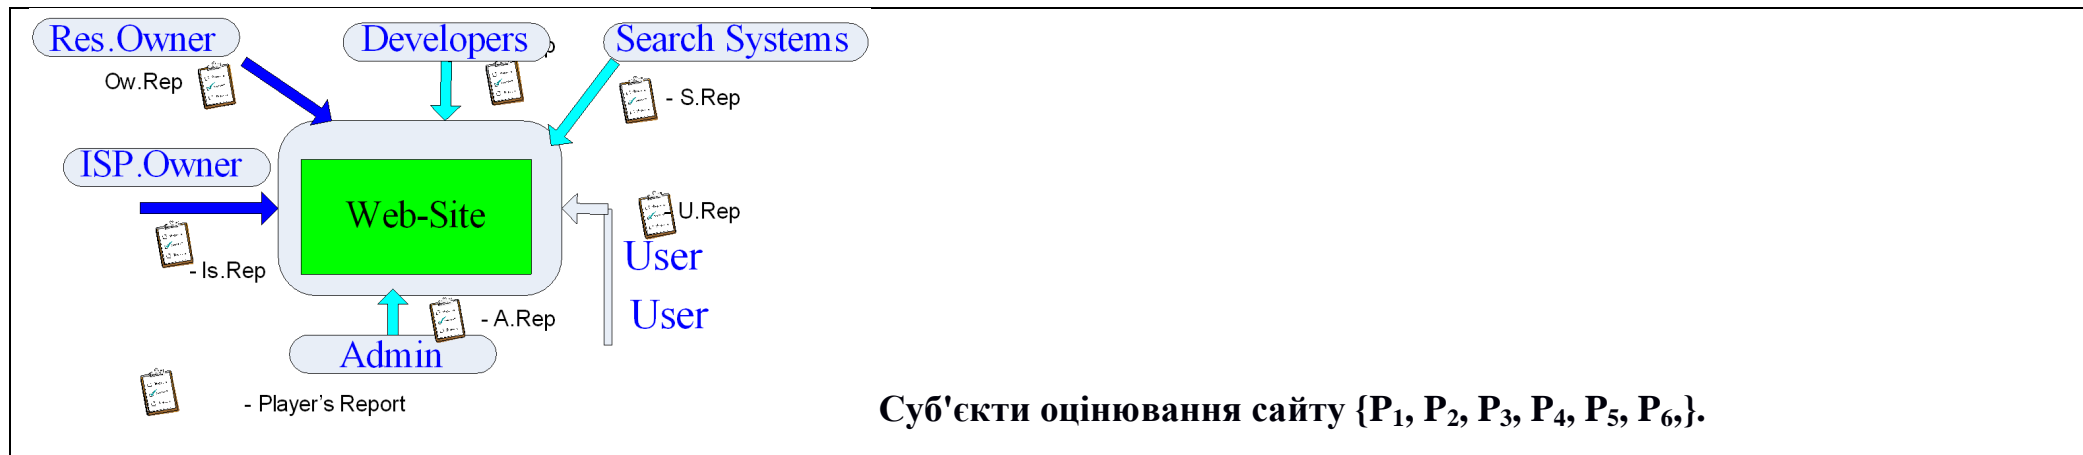 Res.Owner
Developers
Search Systems
Ow.Rep
- S.Rep
ISP.Owner
Web-Site
- U.Rep
- Is.Rep
User
User
- A.Rep
Admin
- Player's Report
Суб'єкти оцінювання сайту {P₁, P₂, P₃, P₄, P₅, P₆,}.